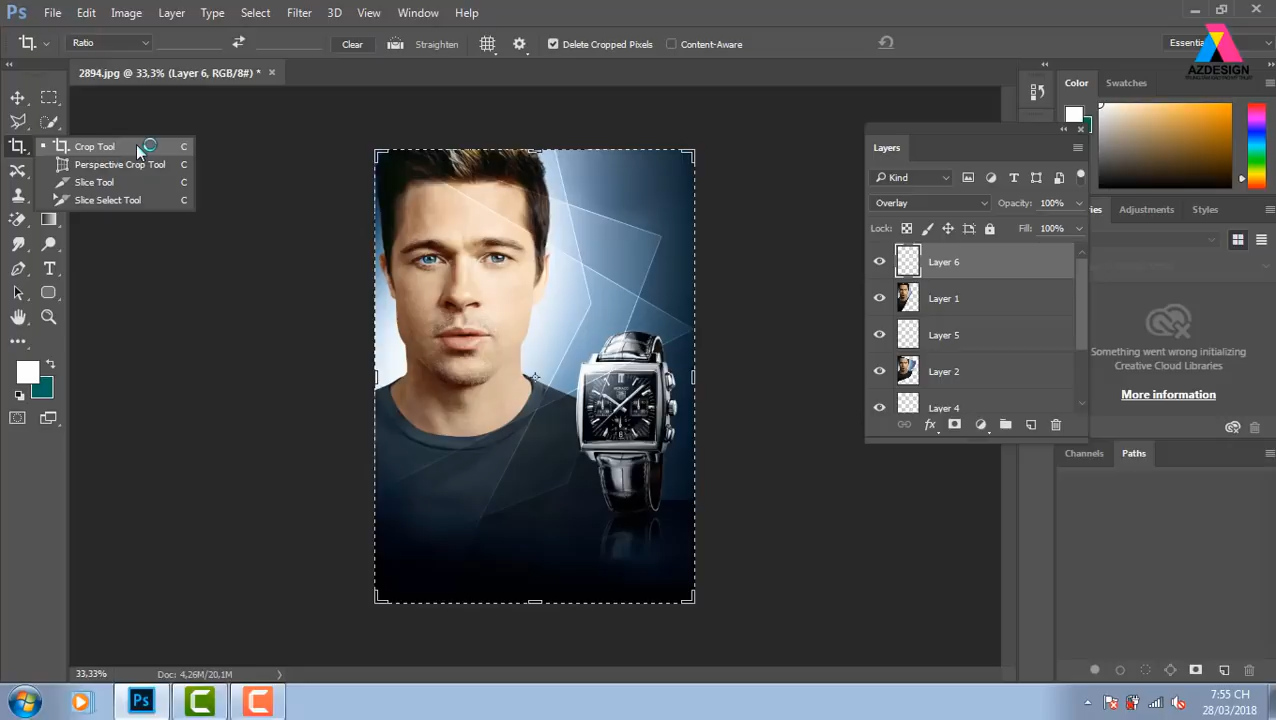 Ps File Edit Image Layer Type Select Filter 3D View Window Help
Ratio Clear Straighten Delete Cropped Pixels Content-Aware Essenti
AZDESIGN
2894.jpg @ 33,3% (Layer 6, RGB/8#) * ×
Color Swatches
Crop Tool C
Perspective Crop Tool C
Slice Tool C
Slice Select Tool C
Layers
Kind
Overlay Opacity: 100%
Lock: Fill: 100%
Layer 6
Layer 1
Layer 5
Layer 2
Layer 4
fx
ries Adjustments Styles
Something went wrong initializing
Creative Cloud Libraries
More information
Channels Paths
33,33% Doc: 4,26M/20,1M
Ps
7:55 CH
28/03/2018